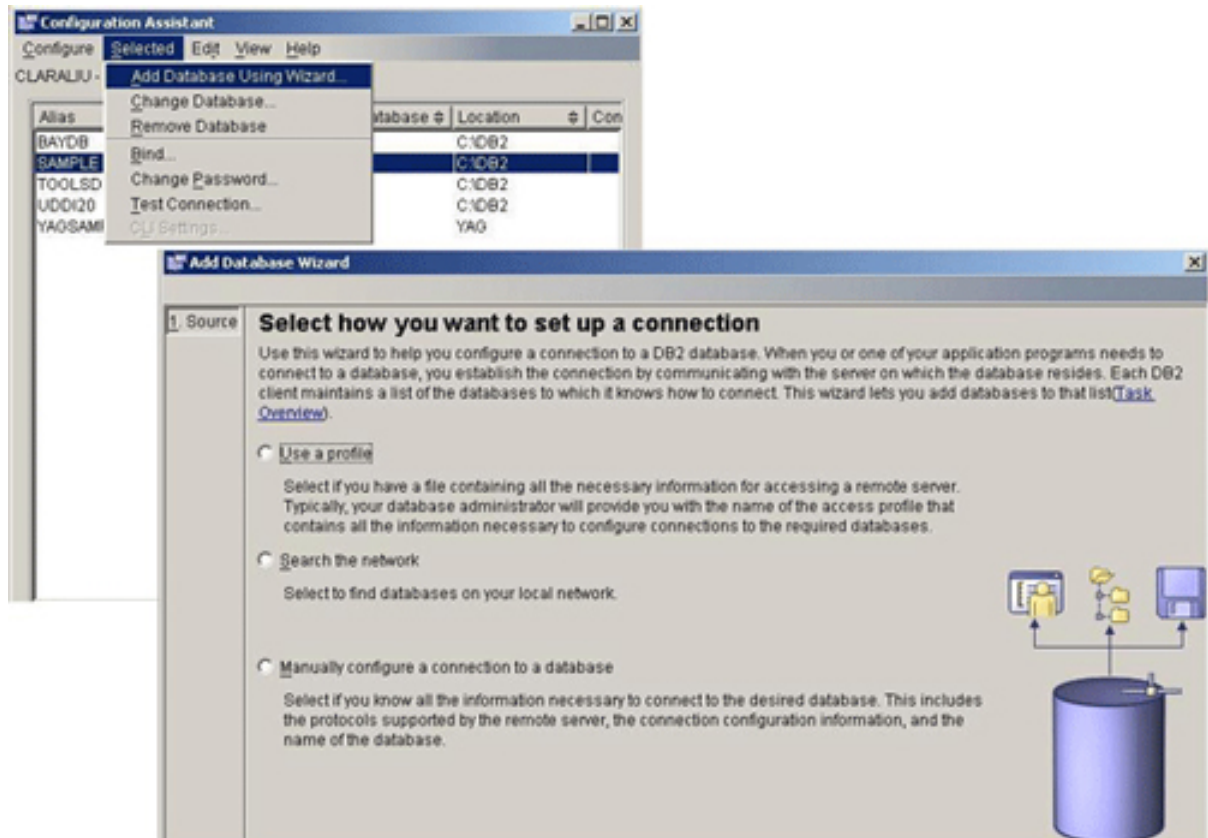 Configuration Assistant
Configure Selected Edit View Help
CLARALIU -
Add Database Using Wizard...
Change Database...
Remove Database
Bind...
Change Password...
Test Connection...
CLI Settings...
Alias atabase Location Con
BAYDB C:\DB2
SAMPLE C:\DB2
TOOLSD C:\DB2
UDDI20 C:\DB2
YAGSAM YAG
Add Database Wizard
1. Source
Select how you want to set up a connection
Use this wizard to help you configure a connection to a DB2 database. When you or one of your application programs needs to
connect to a database, you establish the connection by communicating with the server on which the database resides. Each DB2
client maintains a list of the databases to which it knows how to connect. This wizard lets you add databases to that list(Task
Overview).
Use a profile
Select if you have a file containing all the necessary information for accessing a remote server.
Typically, your database administrator will provide you with the name of the access profile that
contains all the information necessary to configure connections to the required databases.
Search the network
Select to find databases on your local network.
Manually configure a connection to a database
Select if you know all the information necessary to connect to the desired database. This includes
the protocols supported by the remote server, the connection configuration information, and the
name of the database.